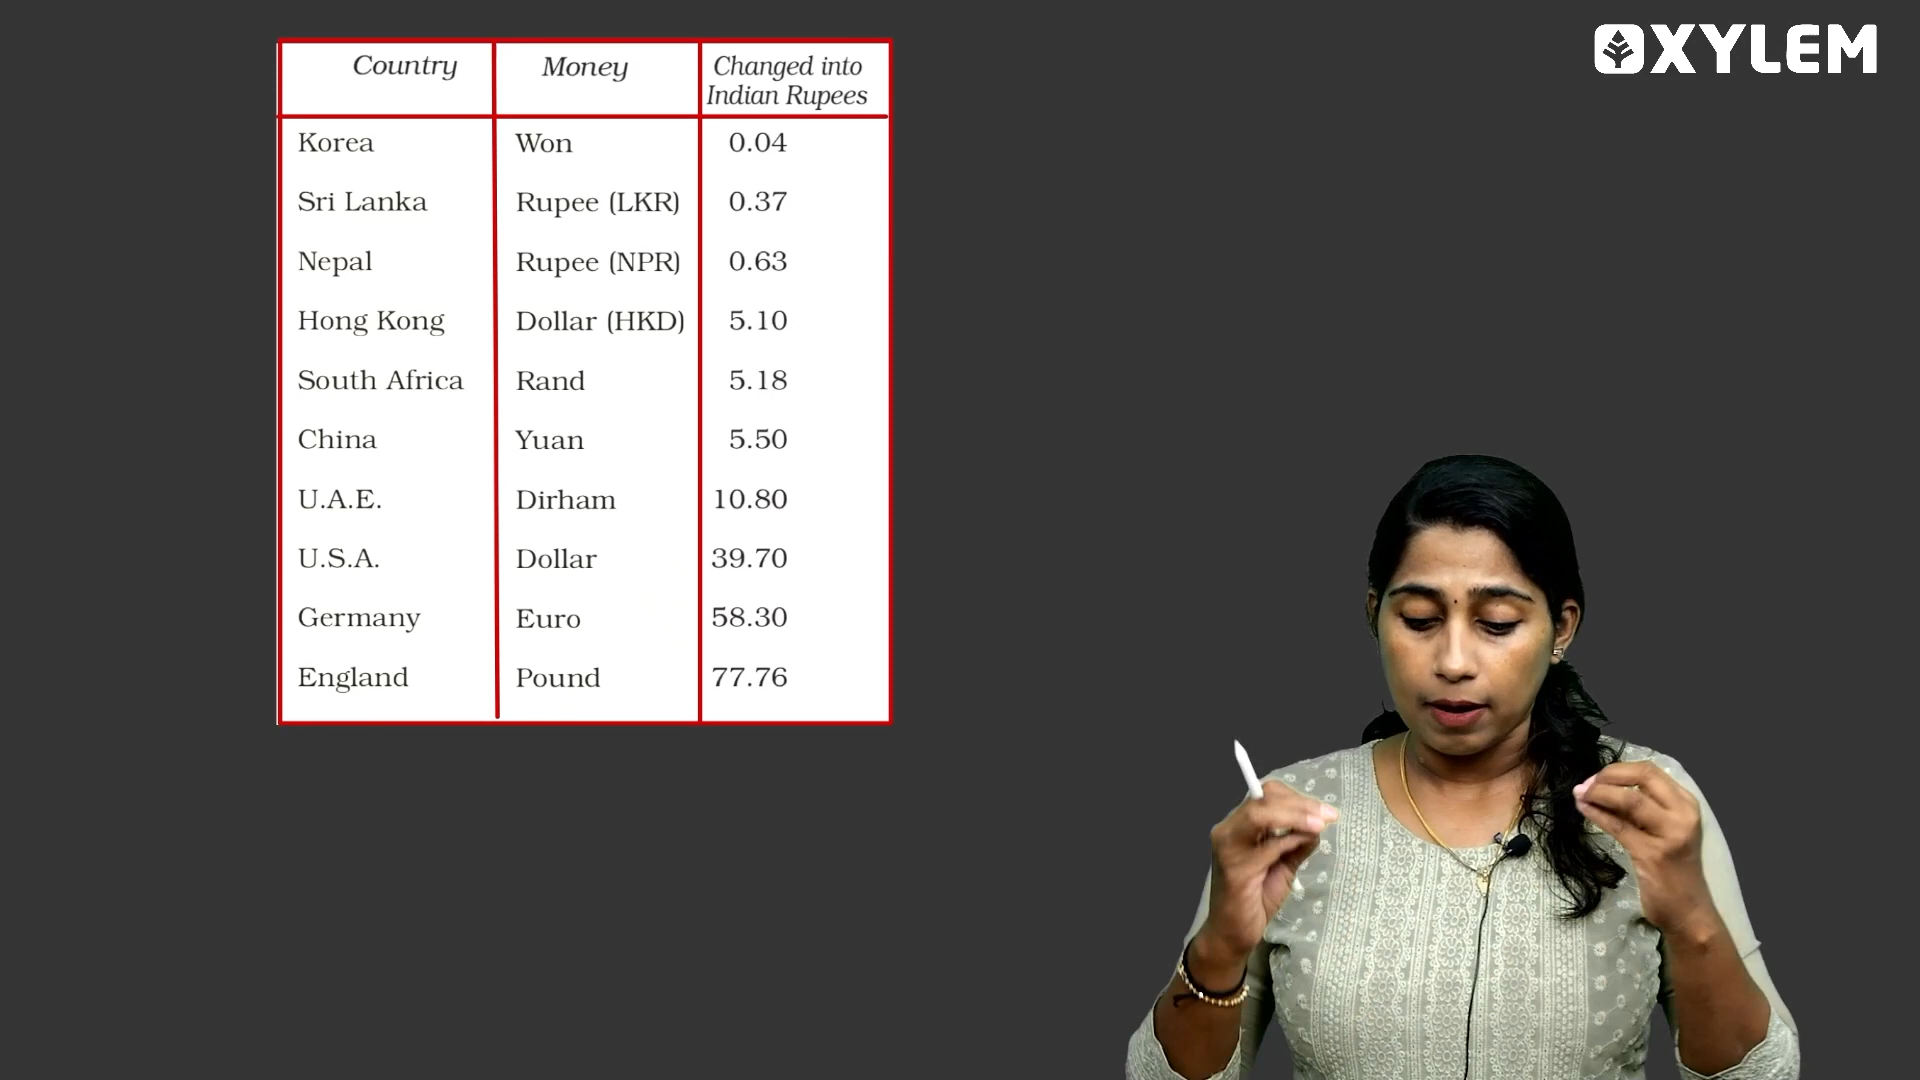 OXYLEM
Country Money Changed into
Indian Rupees
Korea Won 0.04
Sri Lanka Rupee (LKR) 0.37
Nepal Rupee (NPR) 0.63
Hong Kong Dollar (HKD) 5.10
South Africa Rand 5.18
China Yuan 5.50
U.A.E. Dirham 10.80
U.S.A. Dollar 39.70
Germany Euro 58.30
England Pound 77.76